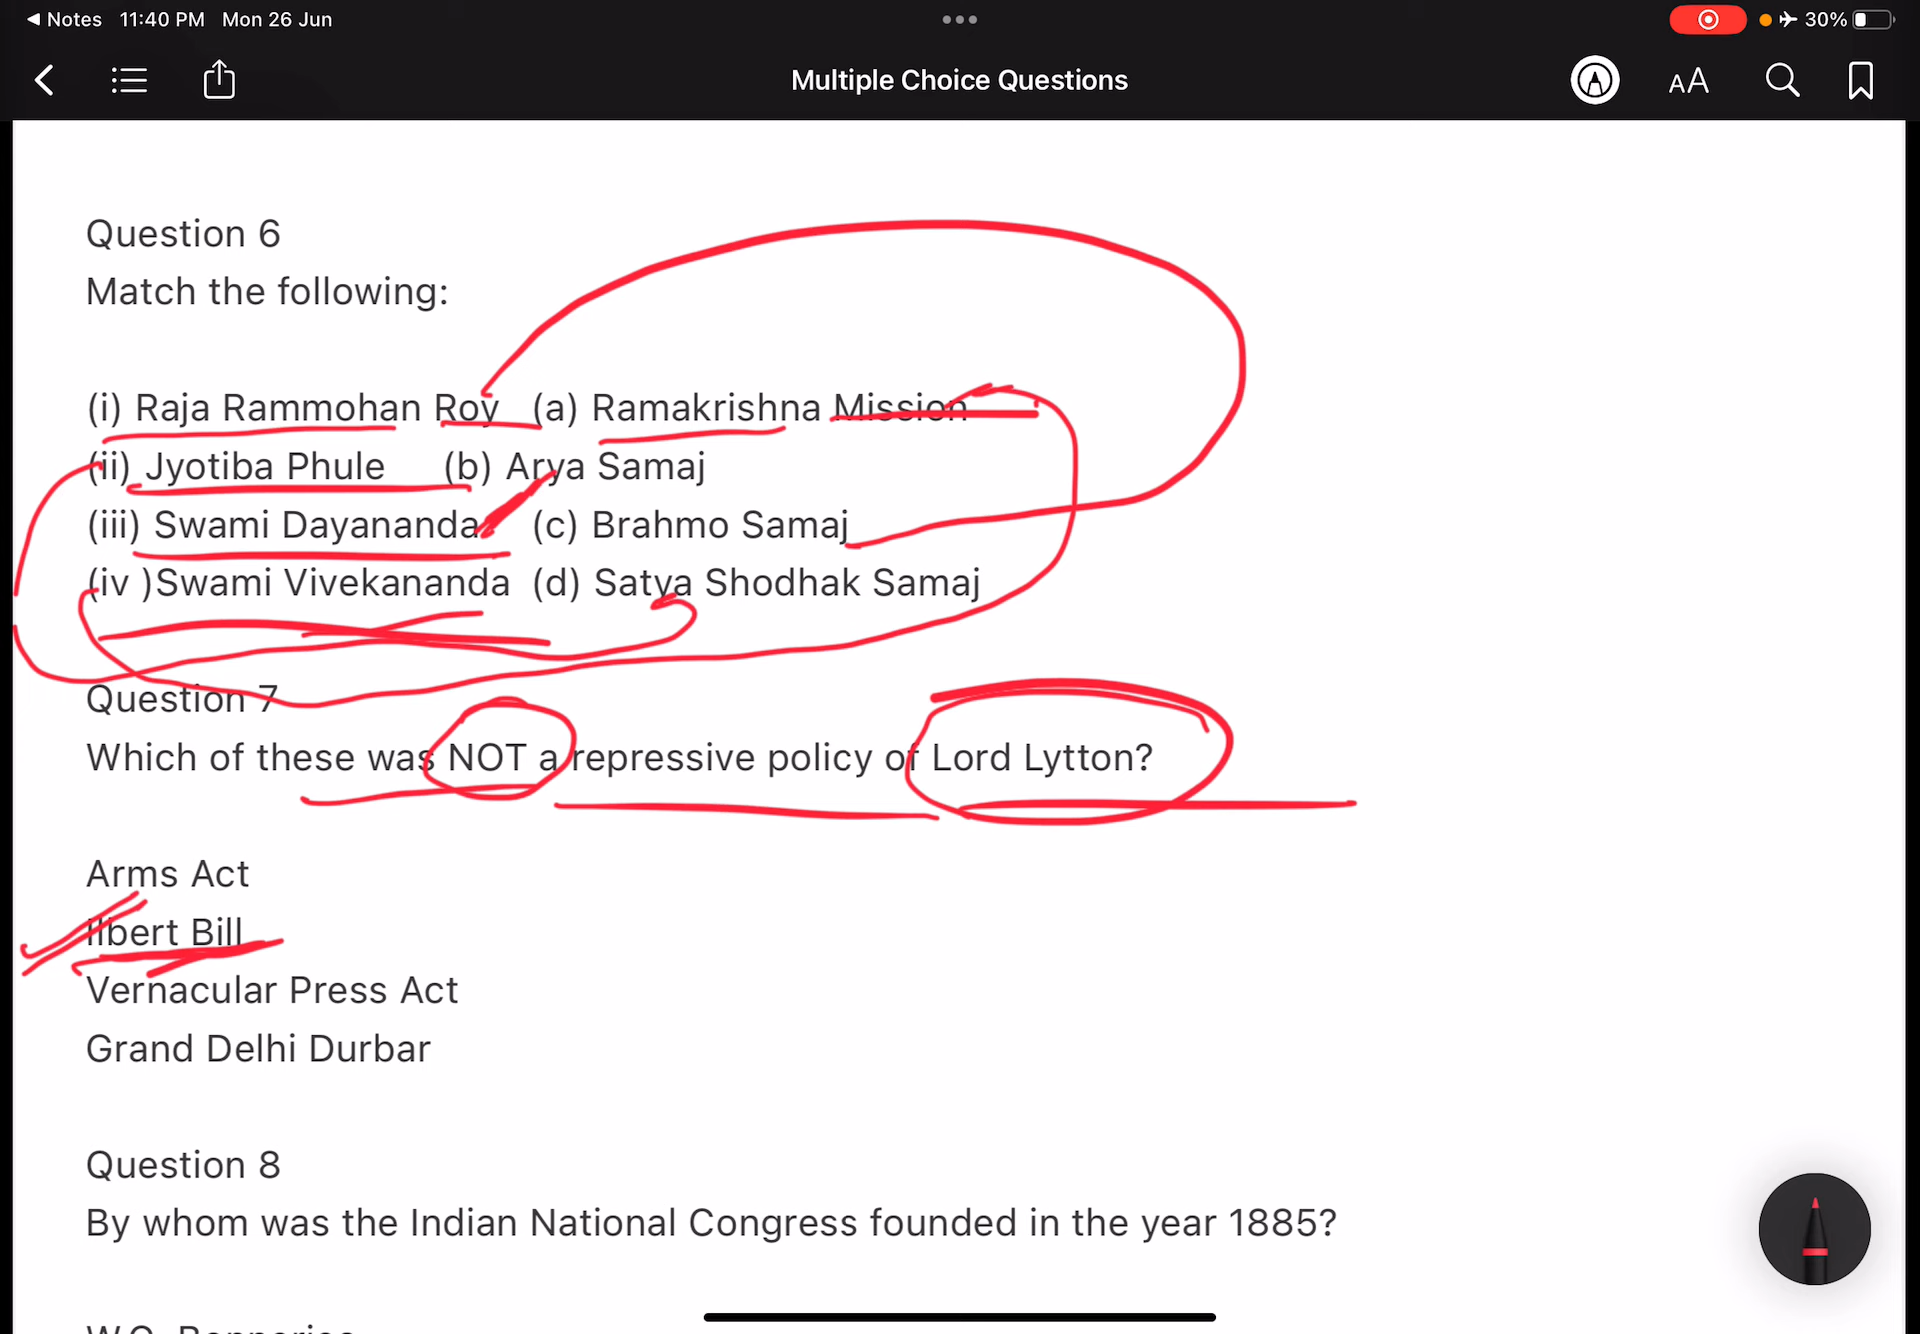 Notes 11:40 PM Mon 26 Jun 30%
Multiple Choice Questions
AA
Question 6
Match the following:
(i) Raja Rammohan Roy (a) Ramakrishna Mission
(ii) Jyotiba Phule (b) Arya Samaj
(iii) Swami Dayananda (c) Brahmo Samaj
(iv )Swami Vivekananda (d) Satya Shodhak Samaj
Question 7
Which of these was NOT a repressive policy of Lord Lytton?
Arms Act
Ilbert Bill
Vernacular Press Act
Grand Delhi Durbar
Question 8
By whom was the Indian National Congress founded in the year 1885?